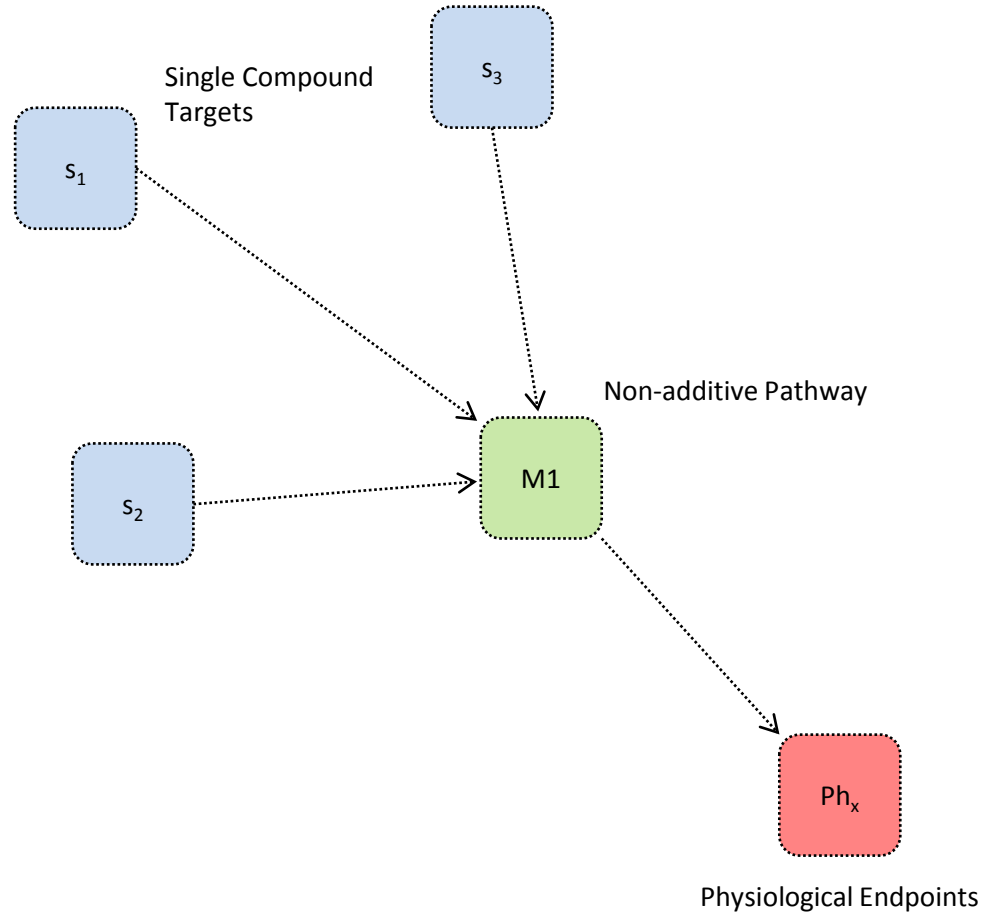 s₃
Single Compound
Targets
s₁
Non-additive Pathway
M1
s₂
Phₓ
Physiological Endpoints